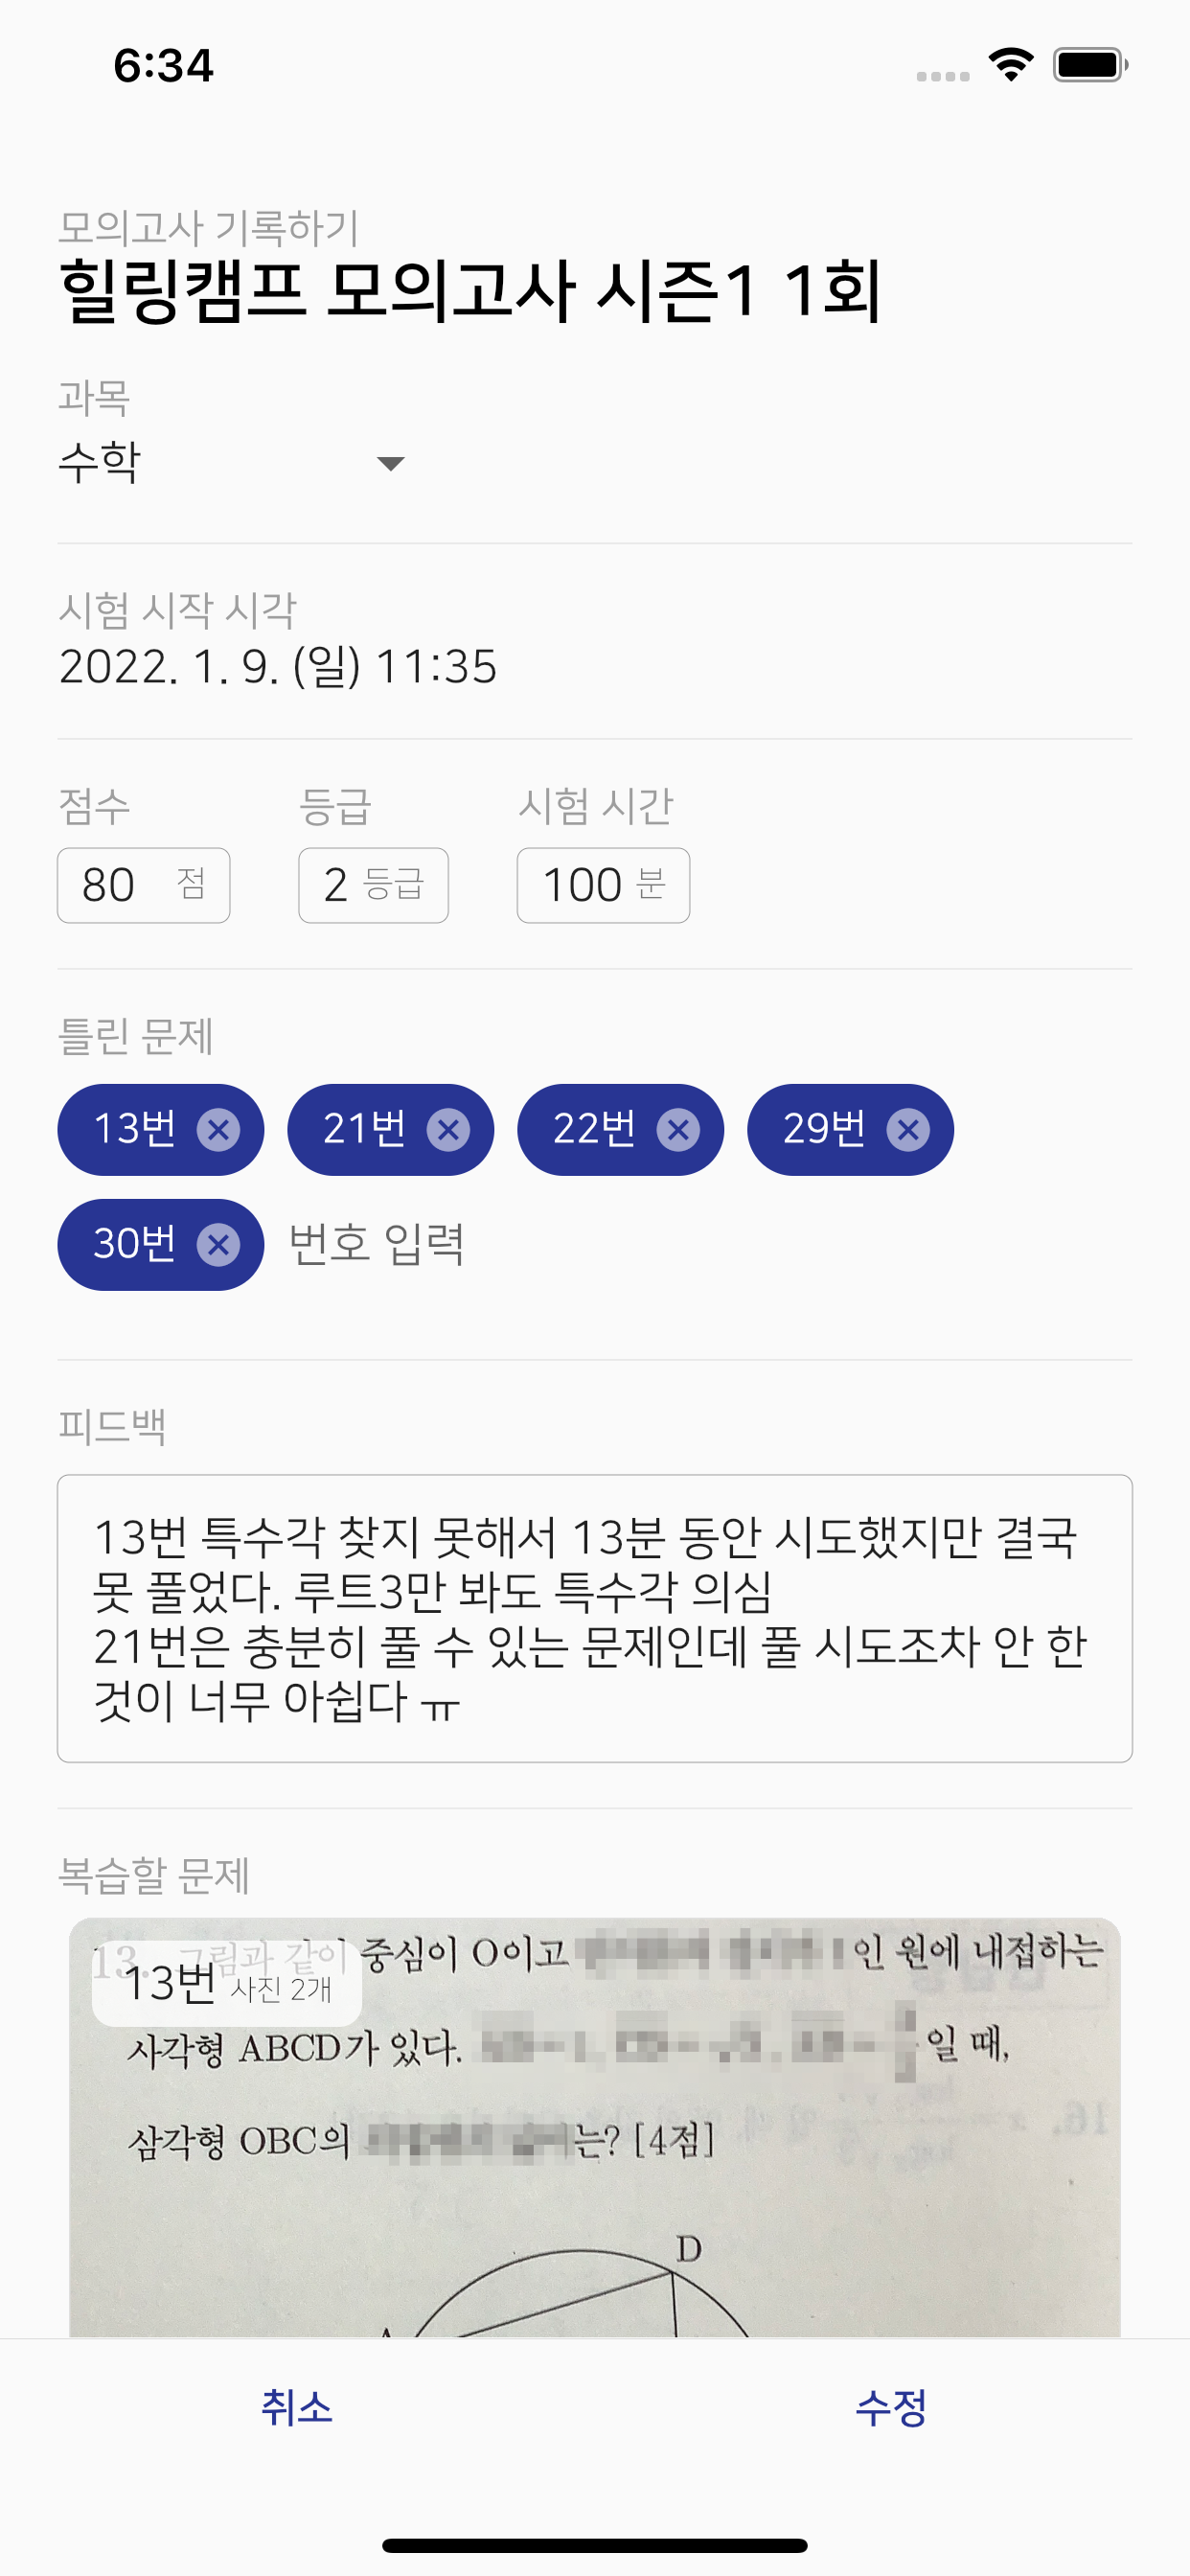 6:34
모의고사 기록하기
힐링캠프 모의고사 시즌1 1회
과목
수학
시험 시작 시각
2022. 1. 9. (일) 11:35
점수 등급 시험 시간
80 점 2 등급 100 분
틀린 문제
13번 21번 22번 29번
30번 번호 입력
피드백
13번 특수각 찾지 못해서 13분 동안 시도했지만 결국
못 풀었다. 루트3만 봐도 특수각 의심
21번은 충분히 풀 수 있는 문제인데 풀 시도조차 안 한
것이 너무 아쉽다 ㅠ
복습할 문제
13. 그림과 같이 중심이 O이고 인 원에 내접하는
13번 사진 2개
사각형 ABCD가 있다. 일 때,
삼각형 OBC의 는? [4점]
D
A
취소 수정